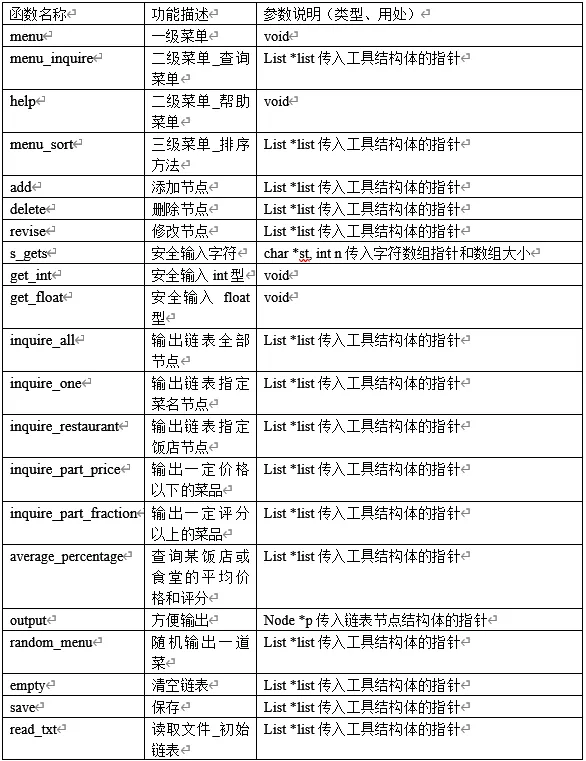 函数名称 功能描述 参数说明（类型、用处）
menu 一级菜单 void
menu_inquire 二级菜单_查询 List *list 传入工具结构体的指针
菜单
help 二级菜单_帮助 void
菜单
menu_sort 三级菜单_排序 List *list 传入工具结构体的指针
方法
add 添加节点 List *list 传入工具结构体的指针
delete 删除节点 List *list 传入工具结构体的指针
revise 修改节点 List *list 传入工具结构体的指针
s_gets 安全输入字符 char *st, int n 传入字符数组指针和数组大小
get_int 安全输入 int 型 void
get_float 安全输入 float void
型
inquire_all 输出链表全部 List *list 传入工具结构体的指针
节点
inquire_one 输出链表指定 List *list 传入工具结构体的指针
菜名节点
inquire_restaurant 输出链表指定 List *list 传入工具结构体的指针
饭店节点
inquire_part_price 输出一定价格 List *list 传入工具结构体的指针
以下的菜品
inquire_part_fraction 输出一定评分 List *list 传入工具结构体的指针
以上的菜品
average_percentage 查询某饭店或 List *list 传入工具结构体的指针
食堂的平均价
格和评分
output 方便输出 Node *p 传入链表节点结构体的指针
random_menu 随机输出一道 List *list 传入工具结构体的指针
菜
empty 清空链表 List *list 传入工具结构体的指针
save 保存 List *list 传入工具结构体的指针
read_txt 读取文件_初始 List *list 传入工具结构体的指针
链表